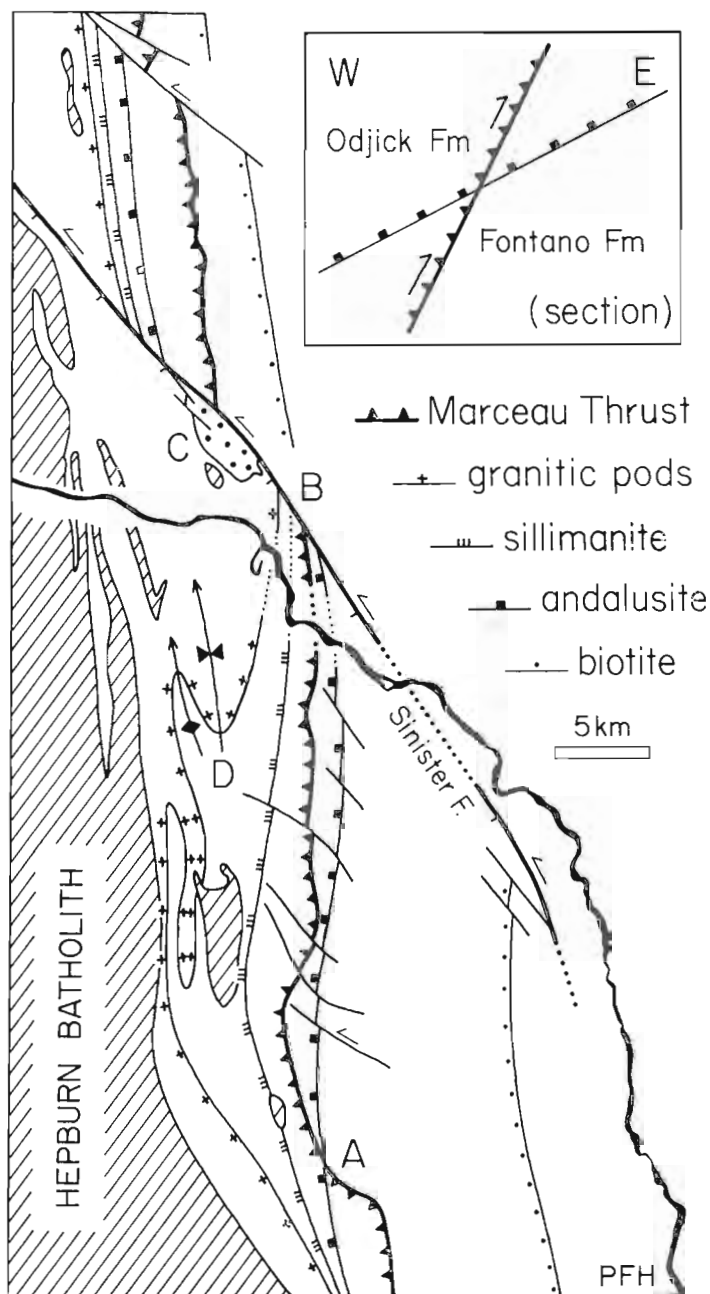 W
E
Odjick Fm
Fontano Fm
(section)
Marceau Thrust
granitic pods
sillimanite
andalusite
biotite
5km
C
B
D
Sinister F.
HEPBURN BATHOLITH
A
PFH